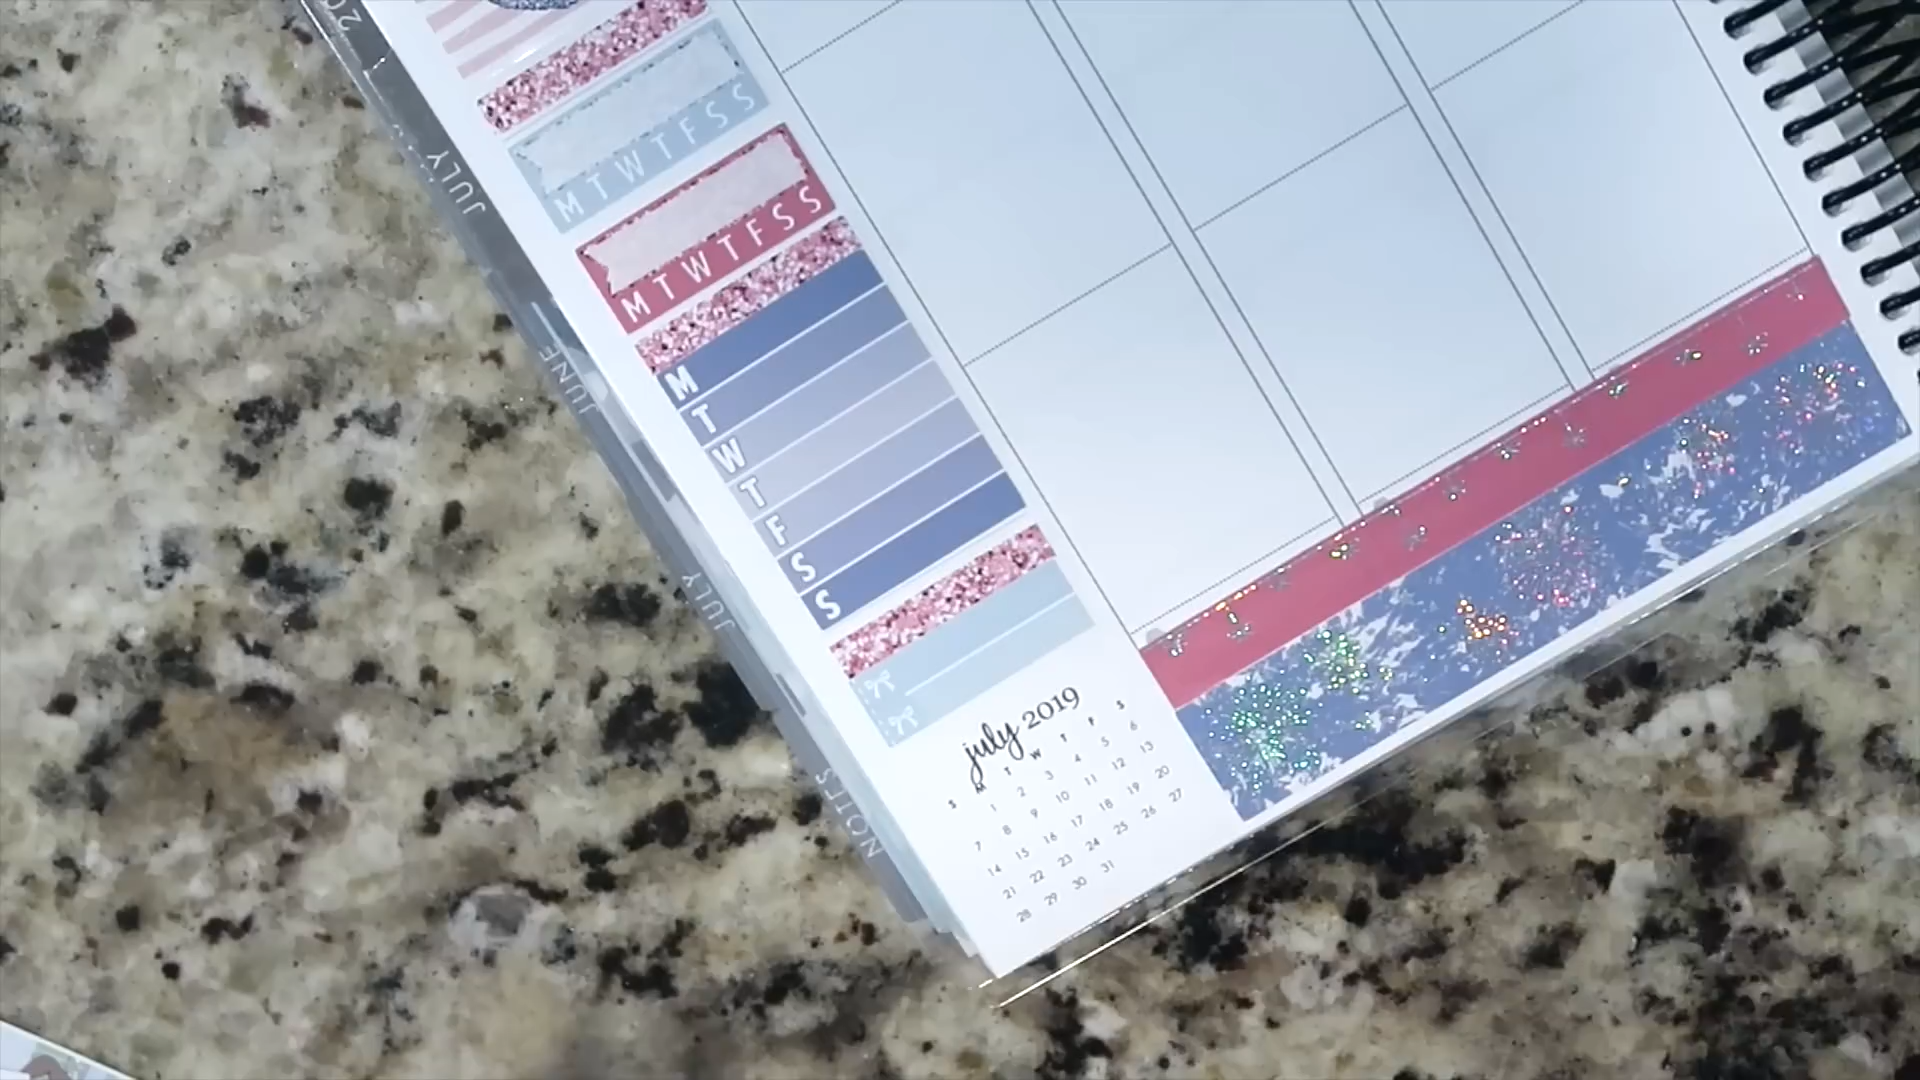 20
JULY
JUNE
JULY
NOTES
M T W T F S S
M T W T F S S
M
T
W
T
F
S
S
july 2019
S M T W T F S
1 2 3 4 5 6
7 8 9 10 11 12 13
14 15 16 17 18 19 20
21 22 23 24 25 26 27
28 29 30 31